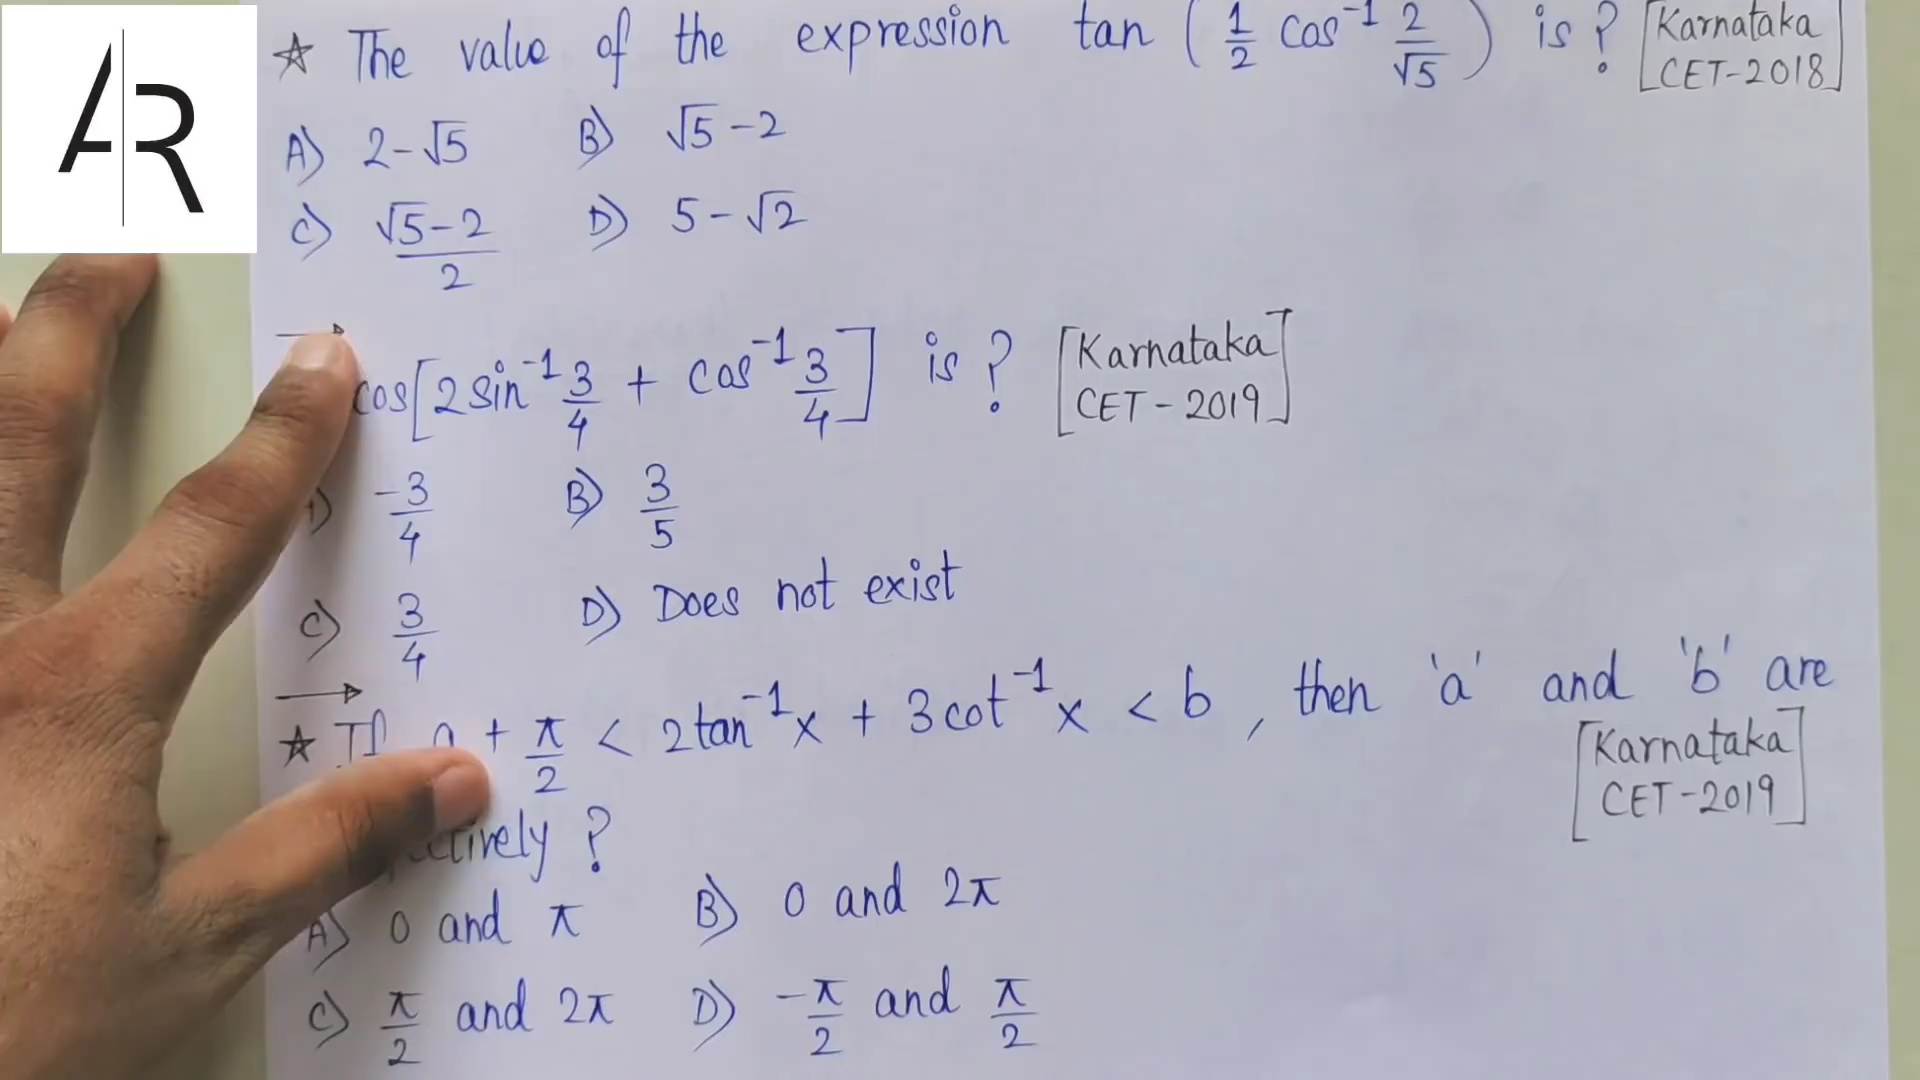 AR
☆ The value of the expression tan (1/2 cos⁻¹ 2/√5) is ? [Karnataka CET-2018]
A) 2-√5 B) √5-2
C) (√5-2)/2 D) 5-√2
cos[2sin⁻¹ 3/4 + cos⁻¹ 3/4] is ? [Karnataka CET-2019]
-3/4 B) 3/5
C) 3/4 D) Does not exist
☆ + π/2 < 2tan⁻¹x + 3cot⁻¹x < b, then 'a' and 'b' are
? [Karnataka CET-2019]
A) 0 and π B) 0 and 2π
C) π/2 and 2π D) -π/2 and π/2